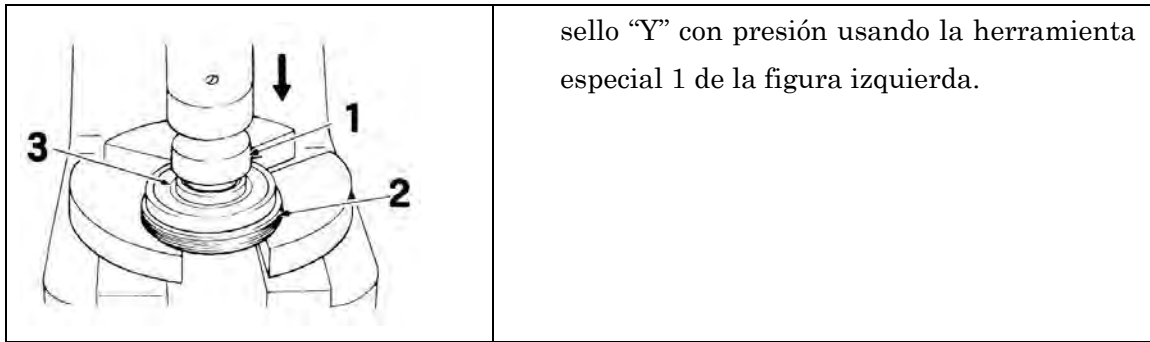 1
3
2
sello “Y” con presión usando la herramienta
especial 1 de la figura izquierda.